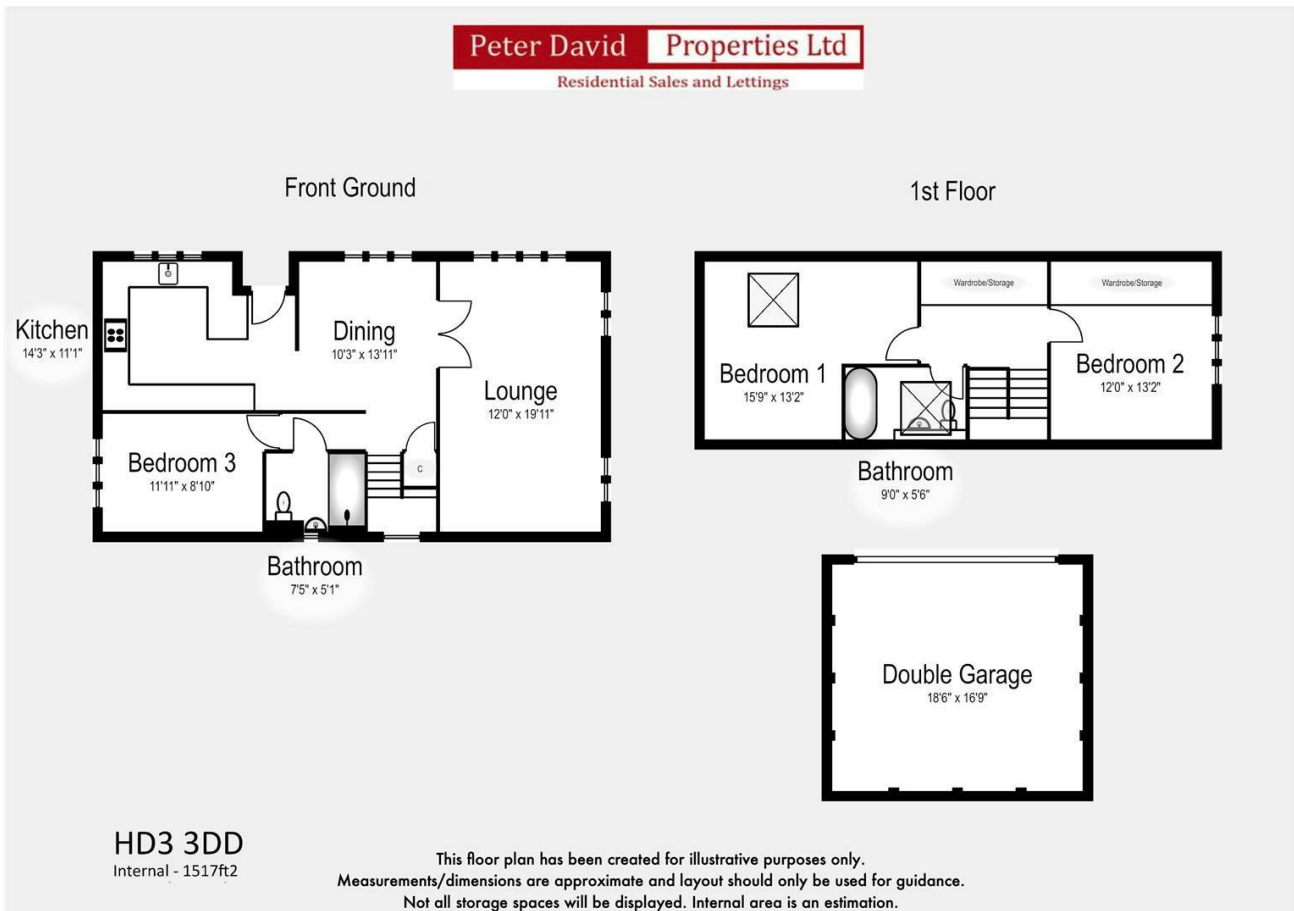 Peter David Properties Ltd
Residential Sales and Lettings
Front Ground
1st Floor
Kitchen
14'3" x 11'1"
Dining
10'3" x 13'11"
Lounge
12'0" x 19'11"
Bedroom 3
11'11" x 8'10"
C
Bathroom
7'5" x 5'1"
Wardrobe/Storage
Wardrobe/Storage
Bedroom 1
15'9" x 13'2"
Bedroom 2
12'0" x 13'2"
Bathroom
9'0" x 5'6"
Double Garage
18'6" x 16'9"
HD3 3DD
Internal - 1517ft2
This floor plan has been created for illustrative purposes only.
Measurements/dimensions are approximate and layout should only be used for guidance.
Not all storage spaces will be displayed. Internal area is an estimation.